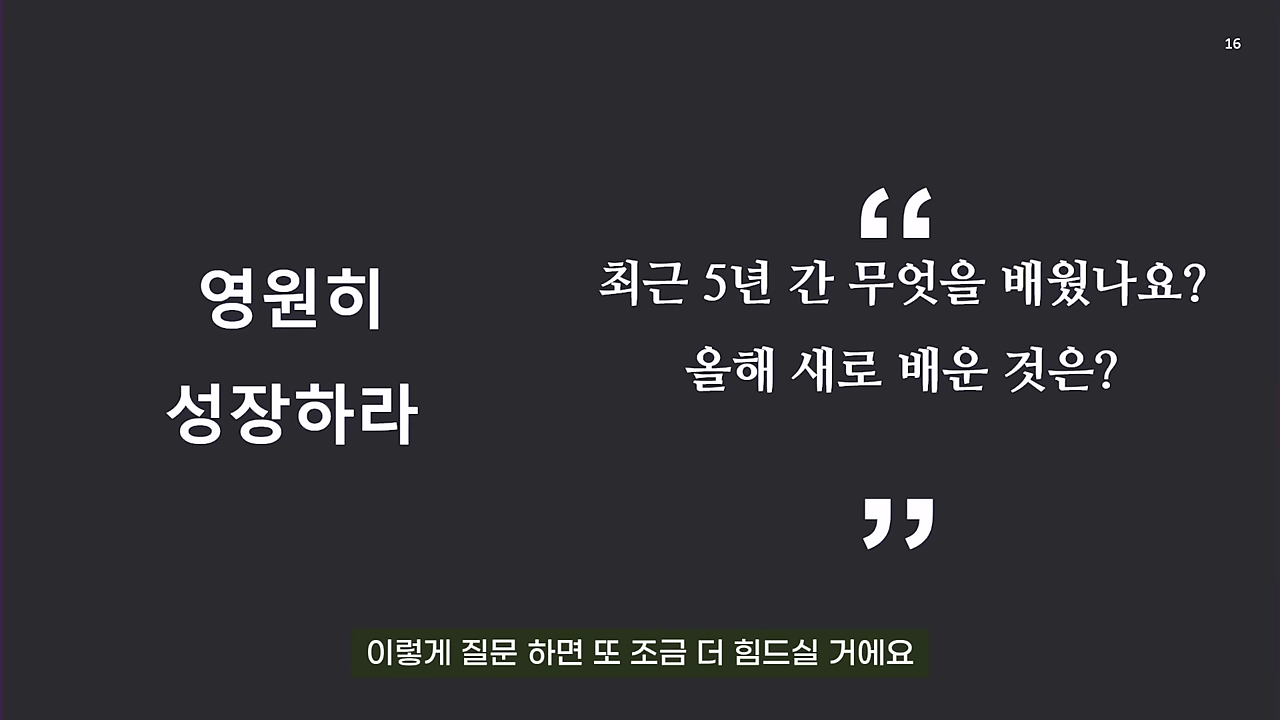 16
영원히
성장하라
“
최근 5년 간 무엇을 배웠나요?
올해 새로 배운 것은?
”
이렇게 질문 하면 또 조금 더 힘드실 거에요